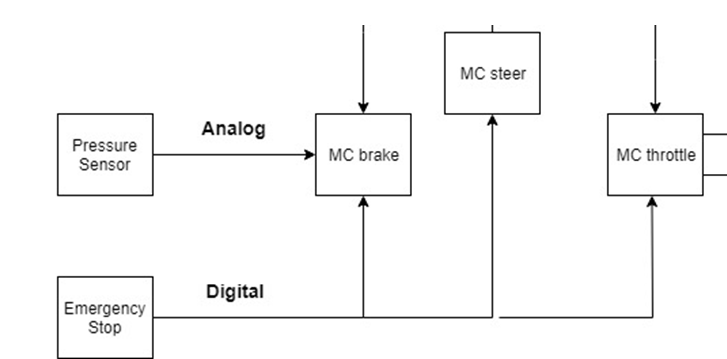 MC steer
Analog
Pressure
Sensor
MC brake
MC throttle
Digital
Emergency
Stop